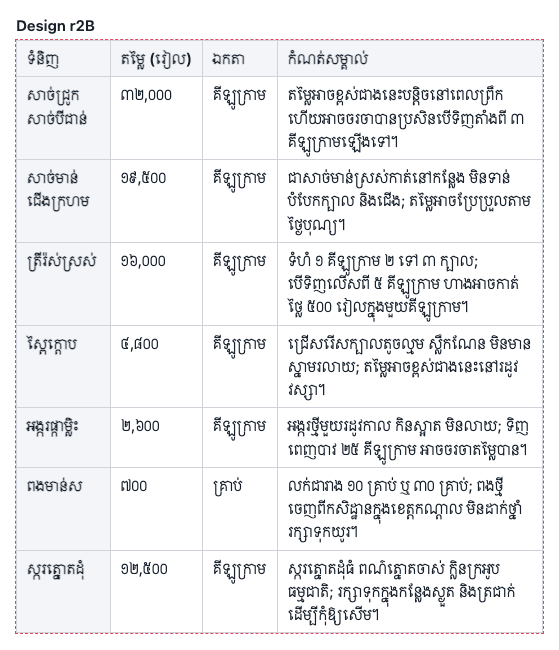 Design r2B
ទំនិញ តម្លៃ (រៀល) ឯកតា កំណត់សម្គាល់
សាច់ជ្រូក ៣២,០០០ គីឡូក្រាម តម្លៃអាចខ្ពស់ជាងនេះបន្តិចនៅពេលព្រឹក
សាច់បីជាន់ ហើយអាចចរចាបានប្រសិនបើទិញតាំងពី ៣
គីឡូក្រាមឡើងទៅ។
សាច់មាន់ ១៩,៥០០ គីឡូក្រាម ជាសាច់មាន់ស្រស់កាត់នៅកន្លែង មិនទាន់
ជើងក្រហម បំបែកក្បាល និងជើង; តម្លៃអាចប្រែប្រួលតាម
ថ្ងៃបុណ្យ។
ត្រីរ៉ស់ស្រស់ ១៦,០០០ គីឡូក្រាម ទំហំ ១ គីឡូក្រាម ២ ទៅ ៣ ក្បាល;
បើទិញលើសពី ៥ គីឡូក្រាម ហាងអាចកាត់
ថ្លៃ ៥០០ រៀលក្នុងមួយគីឡូក្រាម។
ស្ពៃក្តោប ៤,៨០០ គីឡូក្រាម ជ្រើសរើសក្បាលតូចល្មម ស្លឹកណែន មិនមាន
ស្នាមរលាយ; តម្លៃអាចខ្ពស់ជាងនេះនៅរដូវ
វស្សា។
អង្ករផ្កាម្លិះ ២,៦០០ គីឡូក្រាម អង្ករថ្មីមួយរដូវកាល កិនស្អាត មិនលាយ; ទិញ
ពេញបាវ ២៥ គីឡូក្រាម អាចចរចាតម្លៃបាន។
ពងមាន់ស ៧០០ គ្រាប់ លក់ជារាង ១០ គ្រាប់ ឬ ៣០ គ្រាប់; ពងថ្មី
ចេញពីកសិដ្ឋានក្នុងខេត្តកណ្តាល មិនដាក់ថ្នាំ
រក្សាទុកយូរ។
ស្ករត្នោតដុំ ១២,៥០០ គីឡូក្រាម ស្ករត្នោតដុំធំ ពណ៌ត្នោតចាស់ ក្លិនក្រអូប
ធម្មជាតិ; រក្សាទុកក្នុងកន្លែងស្ងួត និងត្រជាក់
ដើម្បីកុំឱ្យសើម។